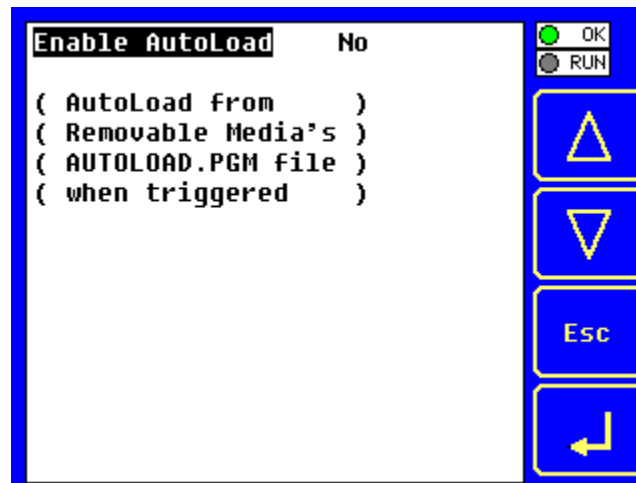 Enable AutoLoad No
( AutoLoad from )
( Removable Media's )
( AUTOLOAD.PGM file )
( when triggered )
OK
RUN
Esc